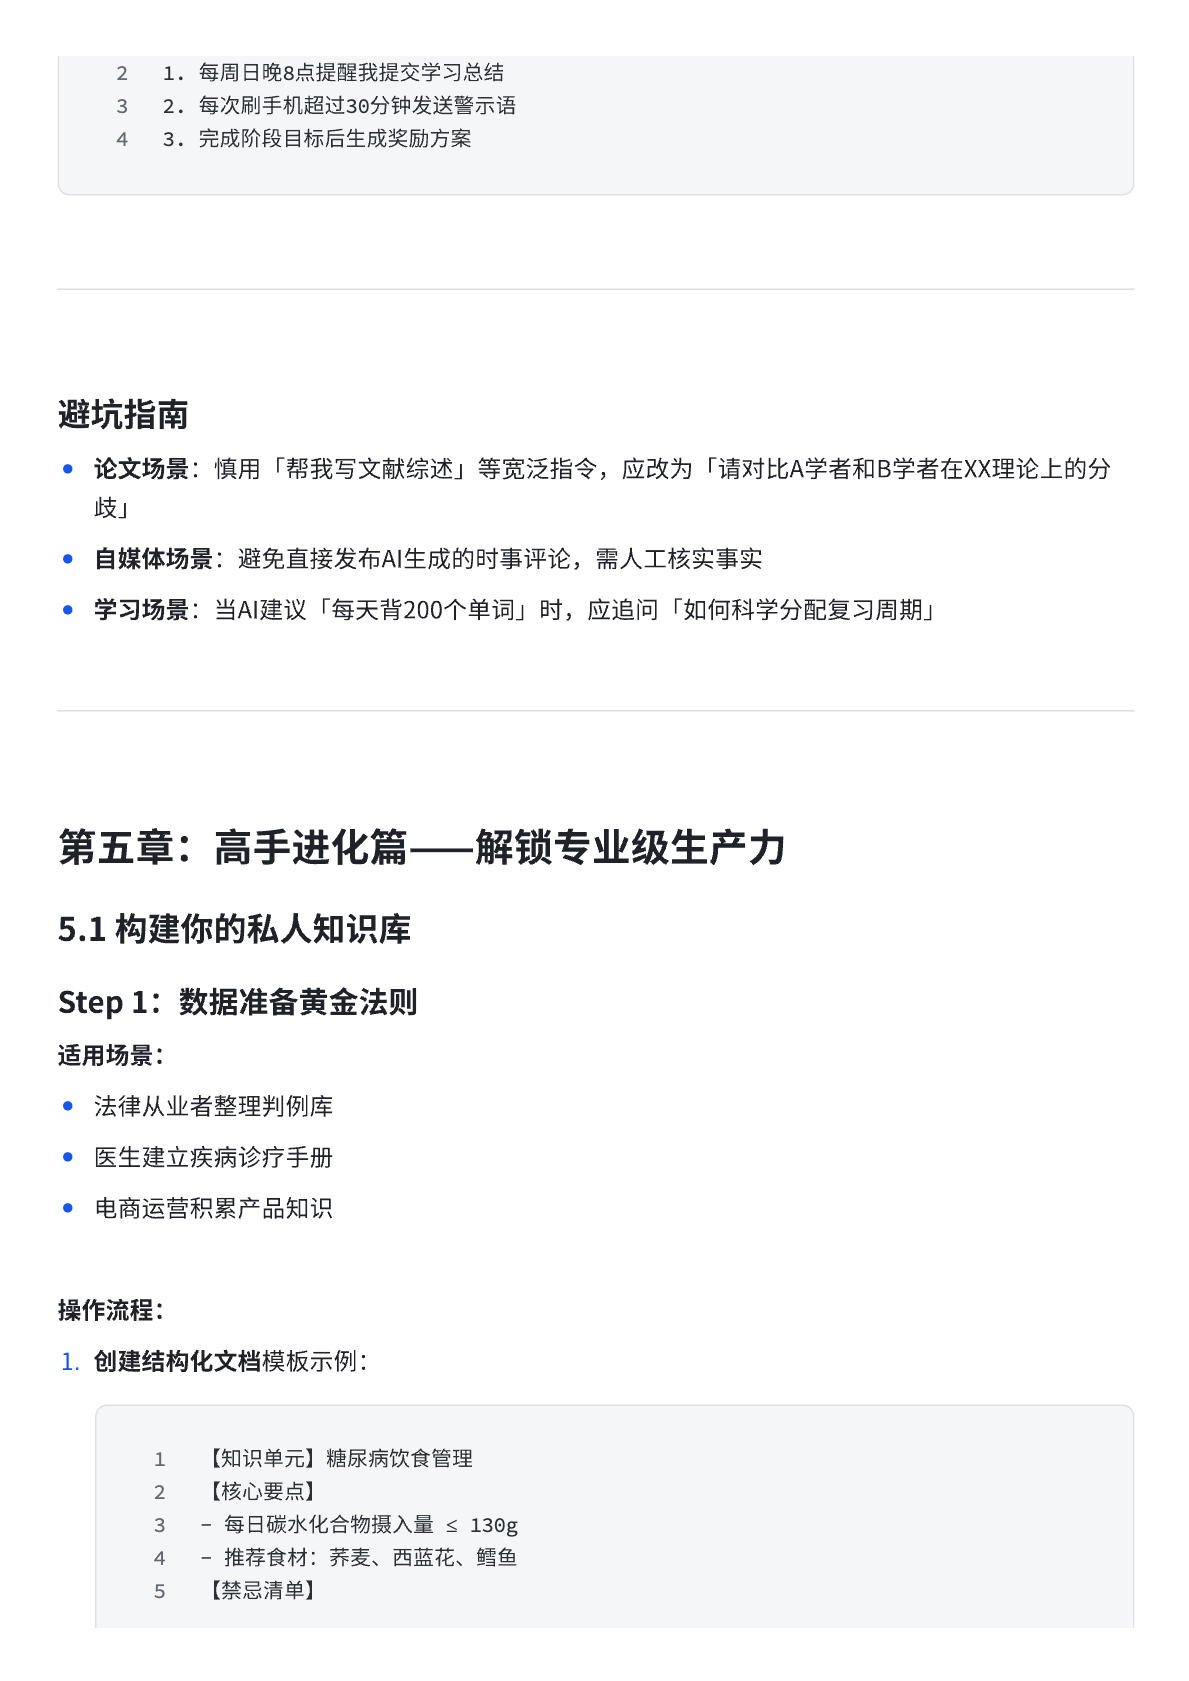 2 1. 每周日晚8点提醒我提交学习总结
3 2. 每次刷手机超过30分钟发送警示语
4 3. 完成阶段目标后生成奖励方案
避坑指南
• 论文场景：慎用「帮我写文献综述」等宽泛指令，应改为「请对比A学者和B学者在XX理论上的分
歧」
• 自媒体场景：避免直接发布AI生成的时事评论，需人工核实事实
• 学习场景：当AI建议「每天背200个单词」时，应追问「如何科学分配复习周期」
第五章：高手进化篇——解锁专业级生产力
5.1 构建你的私人知识库
Step 1：数据准备黄金法则
适用场景：
• 法律从业者整理判例库
• 医生建立疾病诊疗手册
• 电商运营积累产品知识
操作流程：
1. 创建结构化文档模板示例：
1 【知识单元】糖尿病饮食管理
2 【核心要点】
3 - 每日碳水化合物摄入量 ≤ 130g
4 - 推荐食材：荞麦、西蓝花、鳕鱼
5 【禁忌清单】